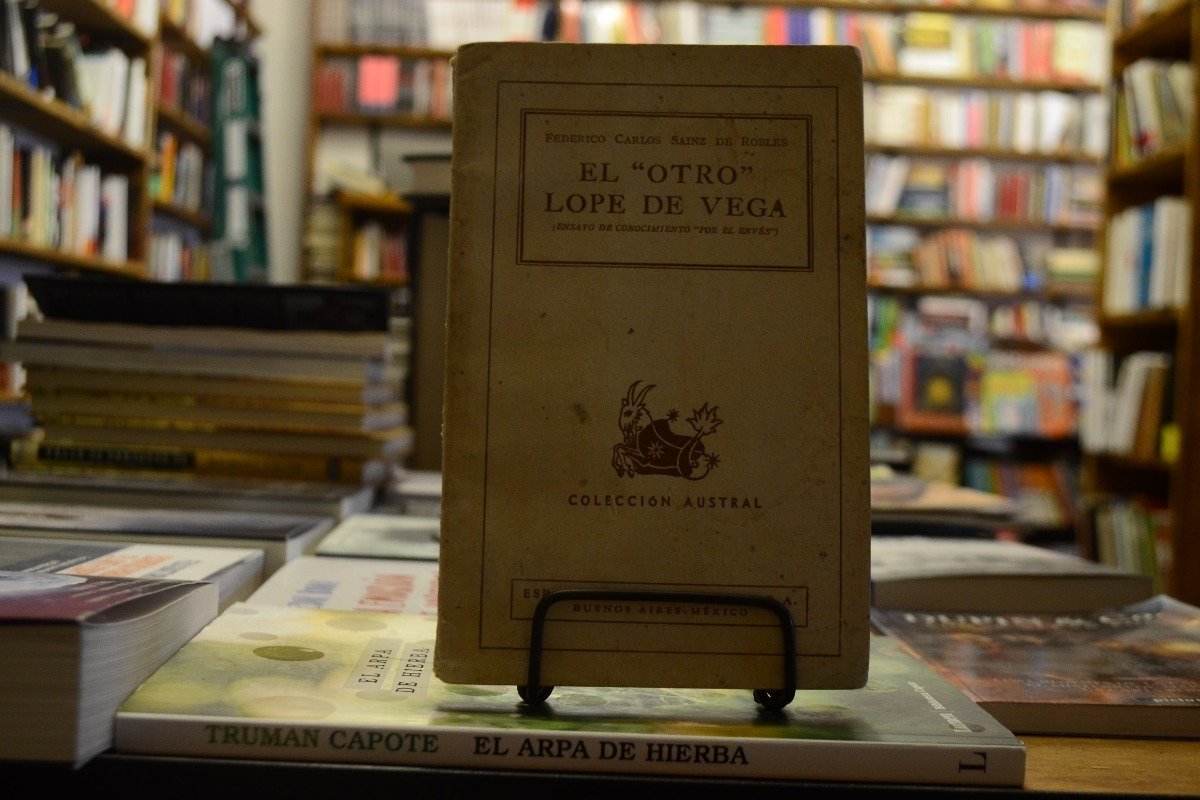 FEDERICO CARLOS SAINZ DE ROBLES
EL “OTRO”
LOPE DE VEGA
(ENSAYO DE CONOCIMIENTO “POR EL ENVÉS”)
COLECCIÓN AUSTRAL
ESP
A.
BUENOS AIRES-MÉXICO
EL ARPA
DE HIERBA
TRUMAN CAPOTE EL ARPA DE HIERBA L